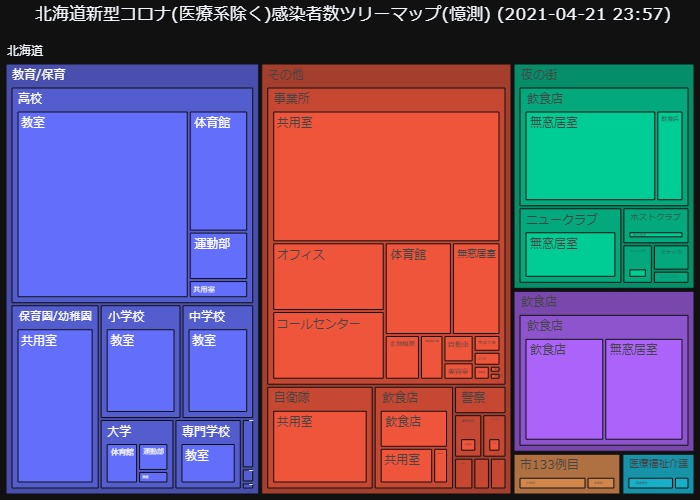 北海道新型コロナ(医療系除く)感染者数ツリーマップ(憶測) (2021-04-21 23:57)
北海道
教育/保育
高校
教室
体育館
運動部
共用室
保育園/幼稚園
共用室
小学校
教室
中学校
教室
大学
体育館
運動部
専門学校
教室
その他
事業所
共用室
オフィス
コールセンター
体育館
無窓居室
自動車
自衛隊
共用室
飲食店
飲食店
共用室
警察
夜の街
飲食店
無窓居室
飲食店
ニュークラブ
無窓居室
ホストクラブ
飲食店
飲食店
飲食店
無窓居室
市133例目
医療福祉介護